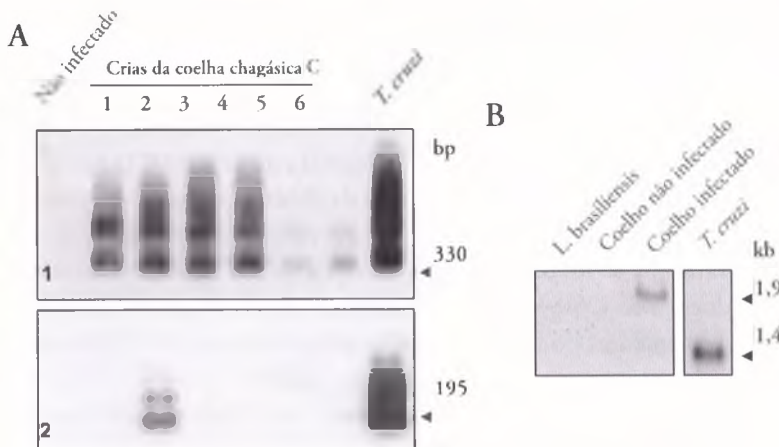 A
Não infectado
Crias da coelha chagásica C
1 2 3 4 5 6
T. cruzi
bp
1
330
2
195
B
L. brasiliensis
Coelho não infectado
Coelho infectado
T. cruzi
kb
1,9
1,4